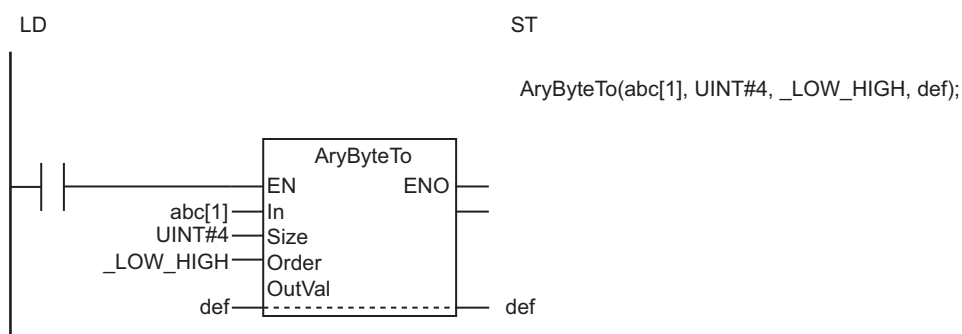 LD
ST
AryByteTo(abc[1], UINT#4, _LOW_HIGH, def);
AryByteTo
EN ENO
abc[1] In
UINT#4 Size
_LOW_HIGH Order
OutVal
def def